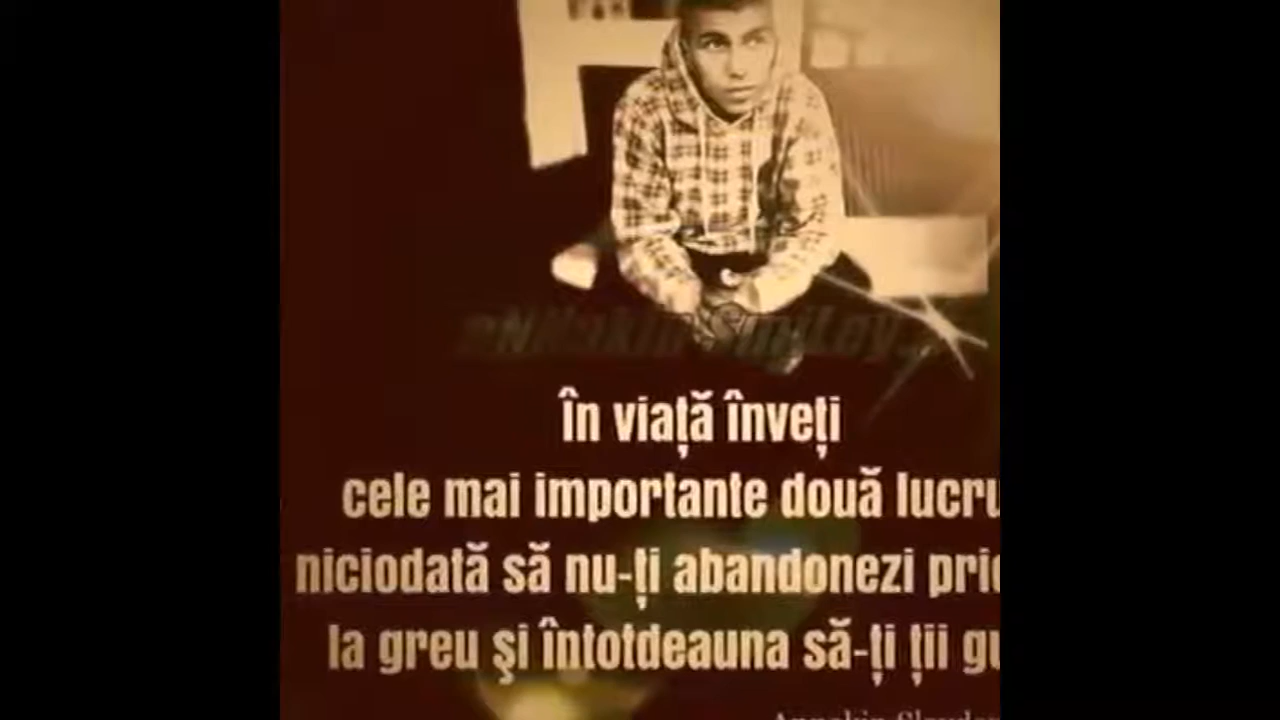 În viață înveți
cele mai importante două lucru
niciodată să nu-ți abandonezi pri
la greu şi întotdeauna să-ți ții gu